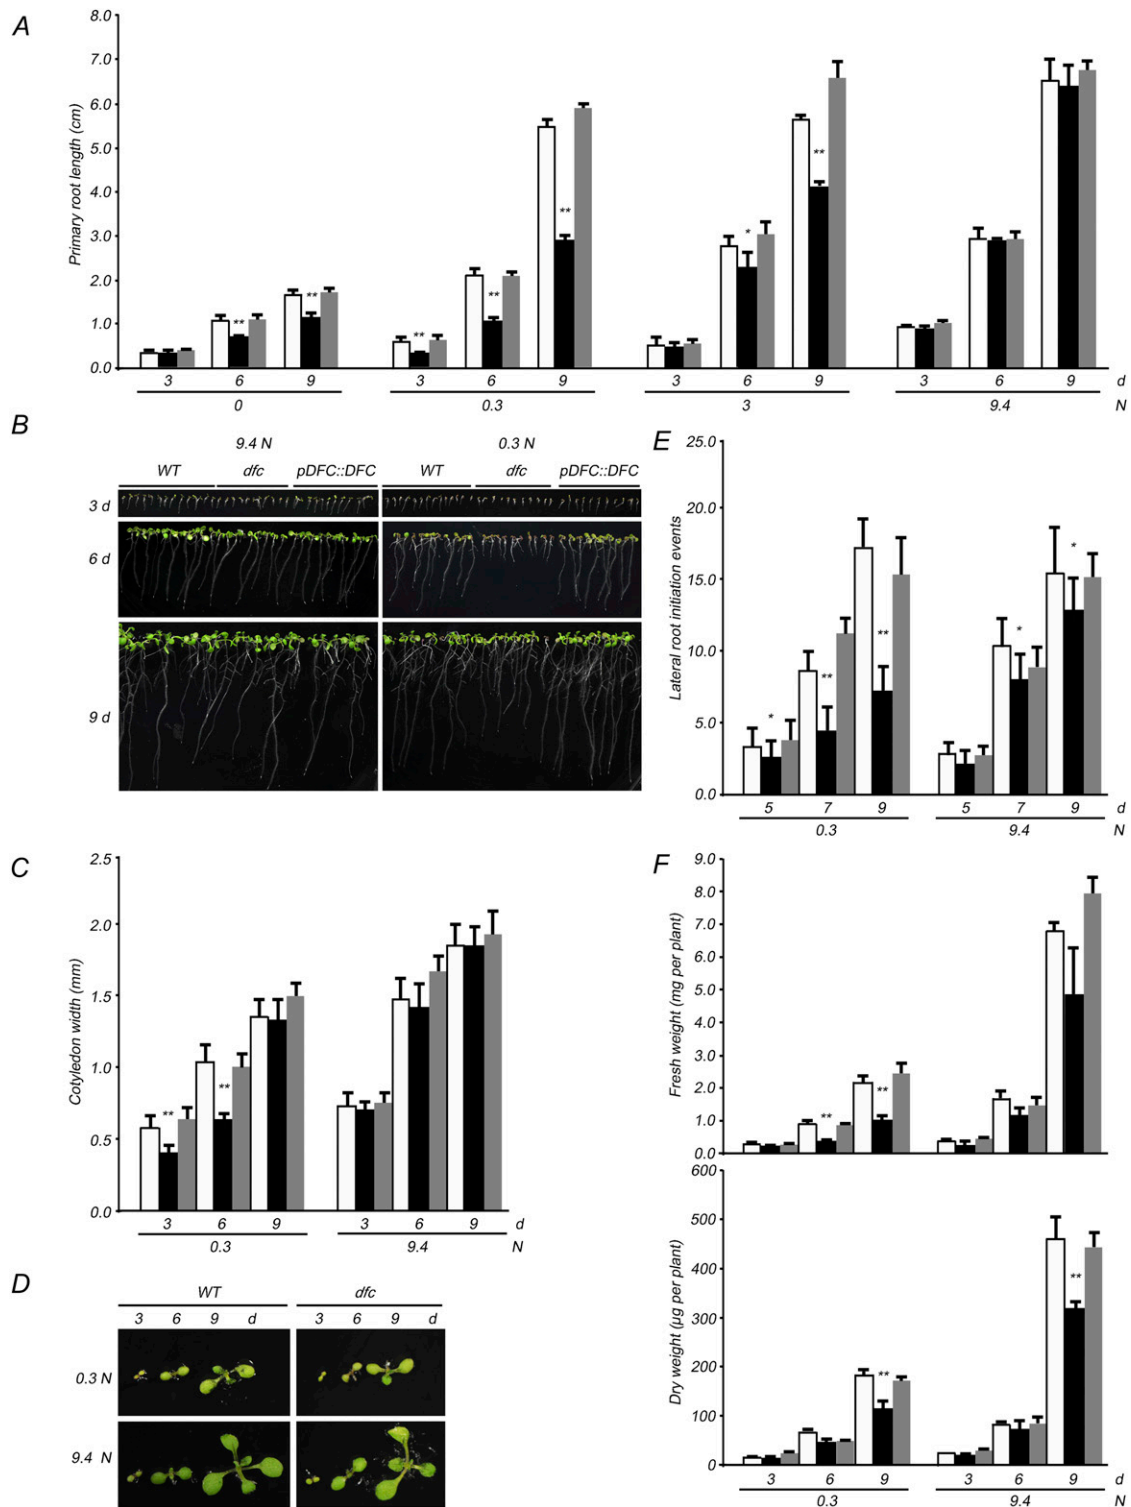 A
Primary root length (cm)
8.0
7.0
6.0
5.0
4.0
3.0
2.0
1.0
0.0
** ** ** ** ** * **
3 6 9 3 6 9 3 6 9 3 6 9 d
0 0.3 3 9.4 N
B
9.4 N 0.3 N
WT dfc pDFC::DFC WT dfc pDFC::DFC
3 d
6 d
9 d
E
Lateral root initiation events
25.0
20.0
15.0
10.0
5.0
0.0
* ** ** * *
5 7 9 5 7 9 d
0.3 9.4 N
C
Cotyledon width (mm)
2.5
2.0
1.5
1.0
0.5
0.0
** **
3 6 9 3 6 9 d
0.3 9.4 N
D
WT dfc
3 6 9 d 3 6 9 d
0.3 N
9.4 N
F
Fresh weight (mg per plant)
9.0
8.0
7.0
6.0
5.0
4.0
3.0
2.0
1.0
0.0
** **
Dry weight (µg per plant)
600
500
400
300
200
100
0
** **
3 6 9 3 6 9 d
0.3 9.4 N